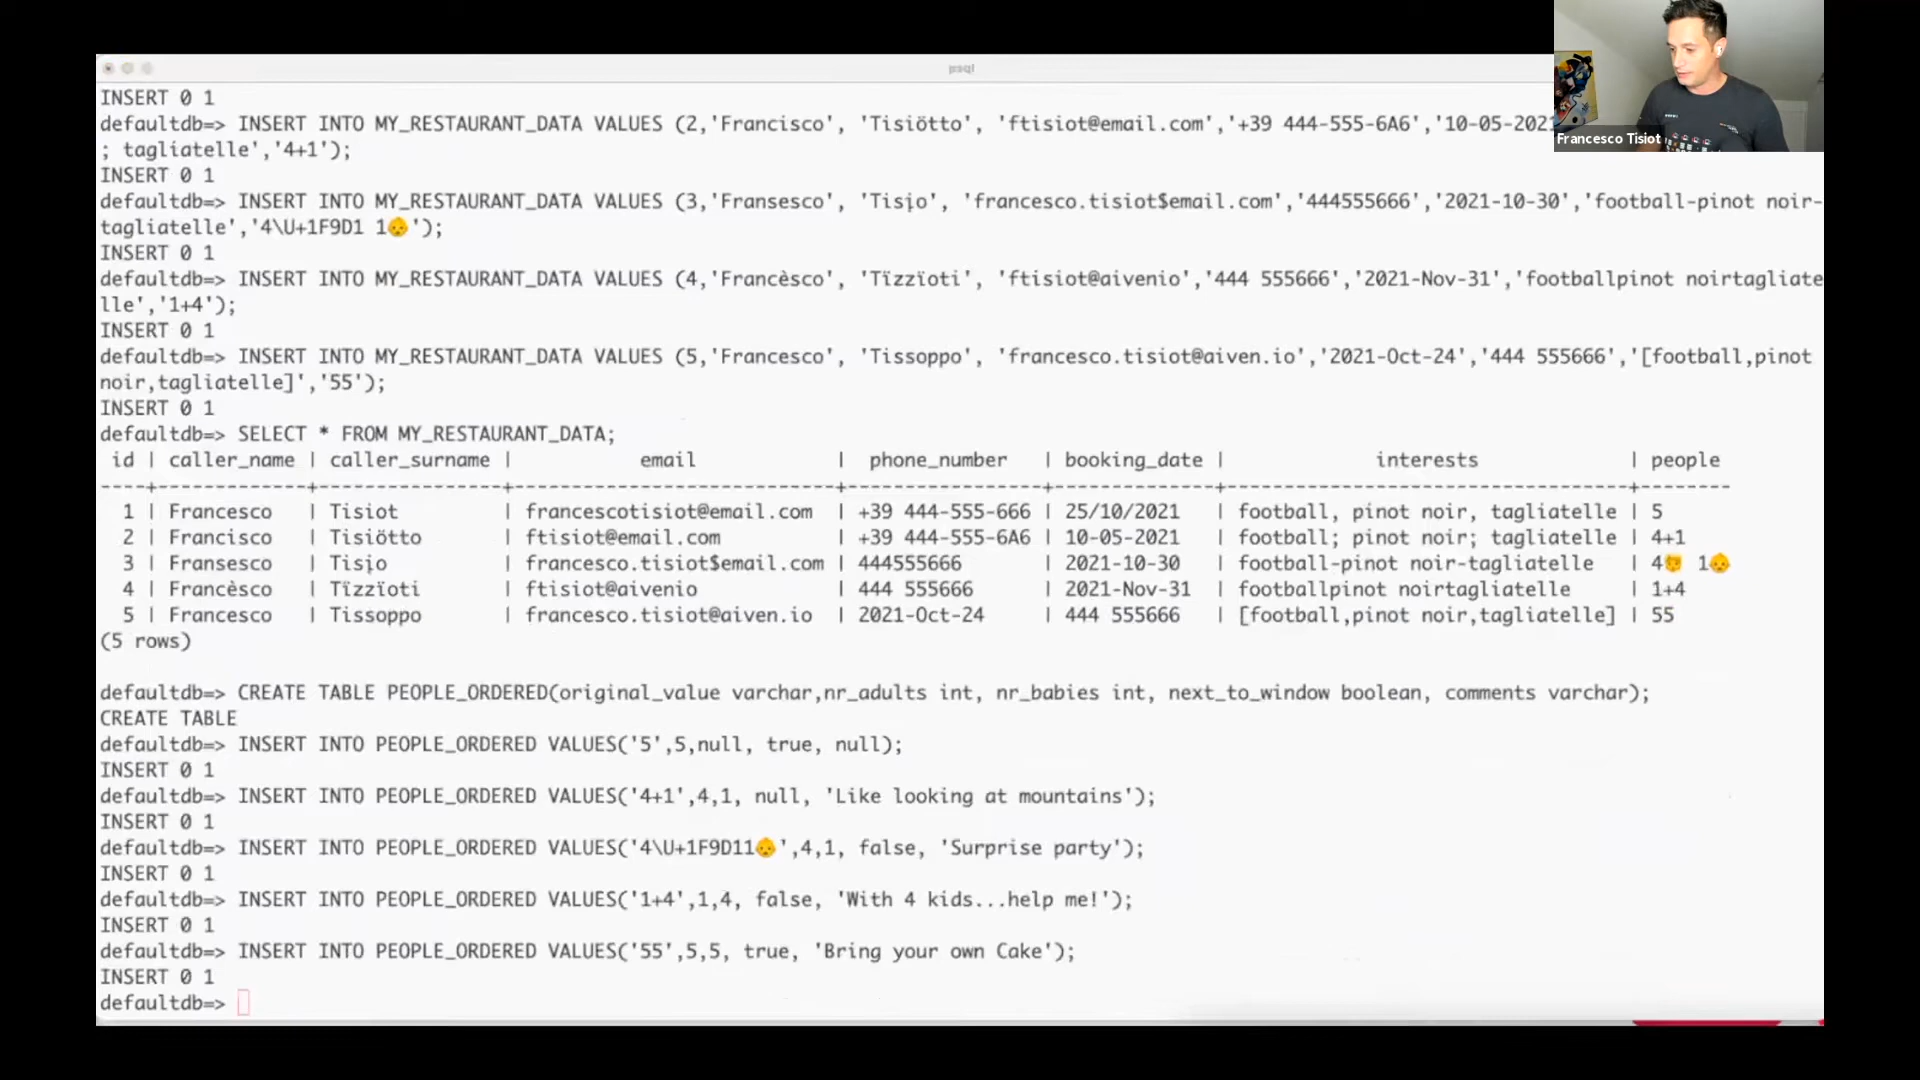 psql
INSERT 0 1
defaultdb=> INSERT INTO MY_RESTAURANT_DATA VALUES (2,'Francisco', 'Tisiötto', 'ftisiot@email.com','+39 444-555-6A6','10-05-2021
; tagliatelle','4+1');
INSERT 0 1
defaultdb=> INSERT INTO MY_RESTAURANT_DATA VALUES (3,'Fransesco', 'Tisįo', 'francesco.tisiot$email.com','444555666','2021-10-30','football-pinot noir-
tagliatelle','4\U+1F9D1 1👶');
INSERT 0 1
defaultdb=> INSERT INTO MY_RESTAURANT_DATA VALUES (4,'Francèsco', 'Tïzzïoti', 'ftisiot@aivenio','444 555666','2021-Nov-31','footballpinot noirtagliate
lle','1+4');
INSERT 0 1
defaultdb=> INSERT INTO MY_RESTAURANT_DATA VALUES (5,'Francesco', 'Tissoppo', 'francesco.tisiot@aiven.io','2021-Oct-24','444 555666','[football,pinot
noir,tagliatelle]','55');
INSERT 0 1
defaultdb=> SELECT * FROM MY_RESTAURANT_DATA;
id | caller_name | caller_surname | email | phone_number | booking_date | interests | people
----+-------------+----------------+----------------------------+-----------------+--------------+----------------------------------+--------
1 | Francesco | Tisiot | francescotisiot@email.com | +39 444-555-666 | 25/10/2021 | football, pinot noir, tagliatelle | 5
2 | Francisco | Tisiötto | ftisiot@email.com | +39 444-555-6A6 | 10-05-2021 | football; pinot noir; tagliatelle | 4+1
3 | Fransesco | Tisįo | francesco.tisiot$email.com | 444555666 | 2021-10-30 | football-pinot noir-tagliatelle | 4🧑 1👶
4 | Francèsco | Tïzzïoti | ftisiot@aivenio | 444 555666 | 2021-Nov-31 | footballpinot noirtagliatelle | 1+4
5 | Francesco | Tissoppo | francesco.tisiot@aiven.io | 2021-Oct-24 | 444 555666 | [football,pinot noir,tagliatelle] | 55
(5 rows)
defaultdb=> CREATE TABLE PEOPLE_ORDERED(original_value varchar,nr_adults int, nr_babies int, next_to_window boolean, comments varchar);
CREATE TABLE
defaultdb=> INSERT INTO PEOPLE_ORDERED VALUES('5',5,null, true, null);
INSERT 0 1
defaultdb=> INSERT INTO PEOPLE_ORDERED VALUES('4+1',4,1, null, 'Like looking at mountains');
INSERT 0 1
defaultdb=> INSERT INTO PEOPLE_ORDERED VALUES('4\U+1F9D11👶',4,1, false, 'Surprise party');
INSERT 0 1
defaultdb=> INSERT INTO PEOPLE_ORDERED VALUES('1+4',1,4, false, 'With 4 kids...help me!');
INSERT 0 1
defaultdb=> INSERT INTO PEOPLE_ORDERED VALUES('55',5,5, true, 'Bring your own Cake');
INSERT 0 1
defaultdb=>
Francesco Tisiot